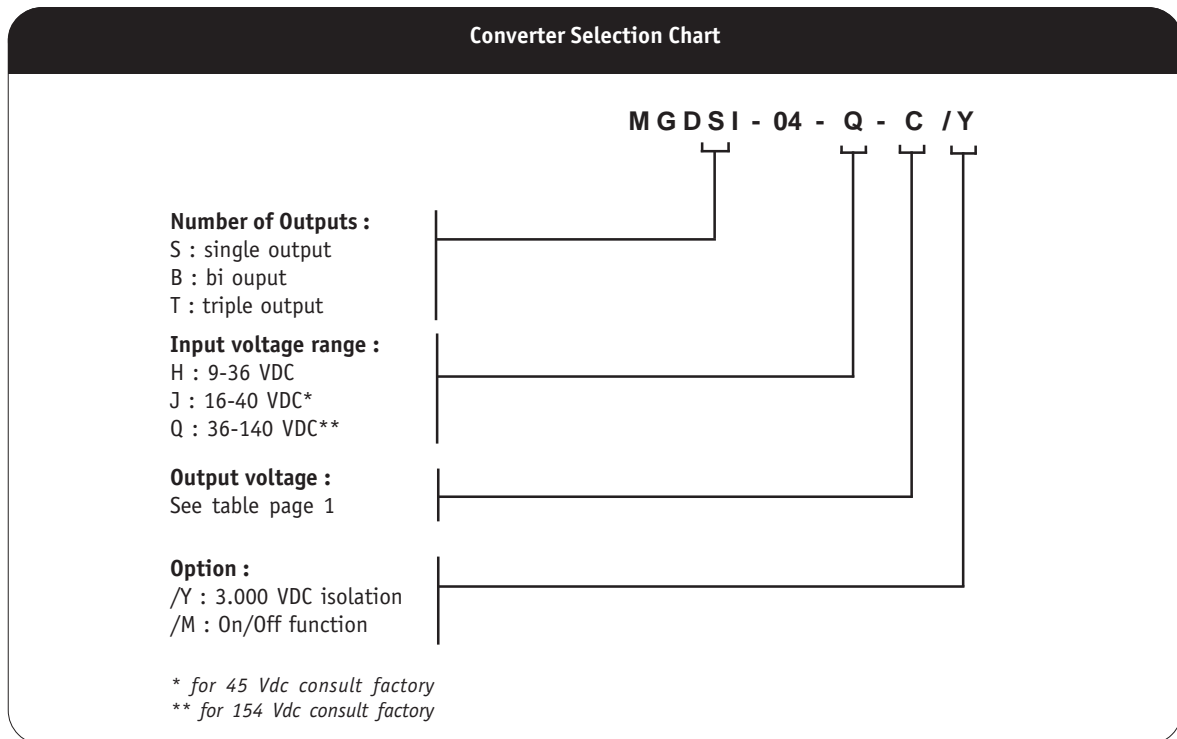 Converter Selection Chart
MGDSI - 04 - Q - C /Y
Number of Outputs :
S : single output
B : bi ouput
T : triple output
Input voltage range :
H : 9-36 VDC
J : 16-40 VDC*
Q : 36-140 VDC**
Output voltage :
See table page 1
Option :
/Y : 3.000 VDC isolation
/M : On/Off function
* for 45 Vdc consult factory
** for 154 Vdc consult factory